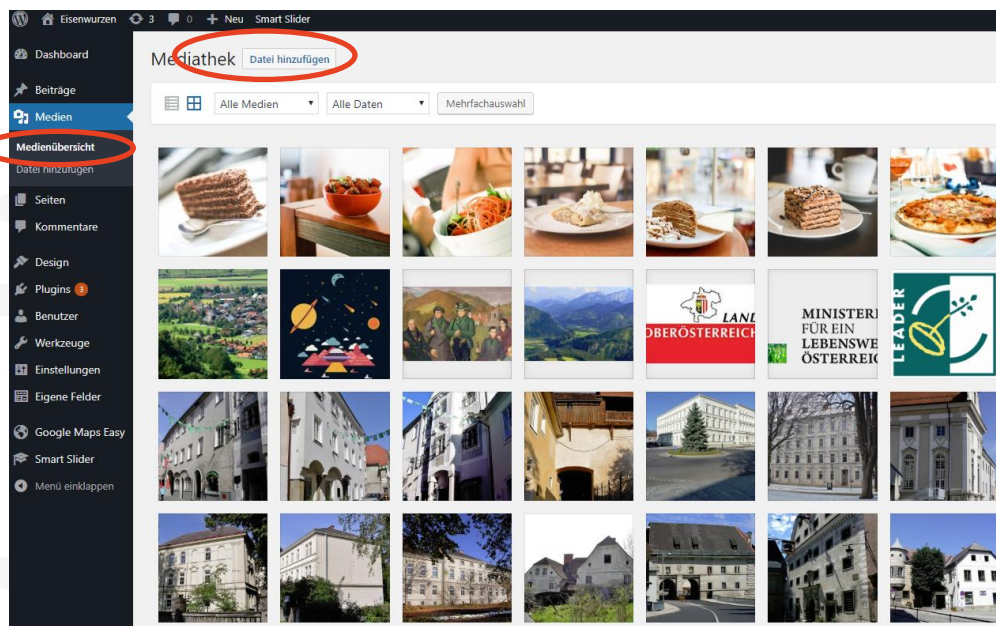 Eisenwurzen 3 0 + Neu Smart Slider
Dashboard
Mediathek Datei hinzufügen
Beiträge
Alle Medien Alle Daten Mehrfachauswahl
Medien
Medienübersicht
Datei hinzufügen
Seiten
Kommentare
Design
Plugins 3
Benutzer
Werkzeuge
Einstellungen
Eigene Felder
Google Maps Easy
Smart Slider
Menü einklappen
LAND
OBERÖSTERREICH
MINISTERI
FÜR EIN
LEBENSWE
ÖSTERREIC
LEADER